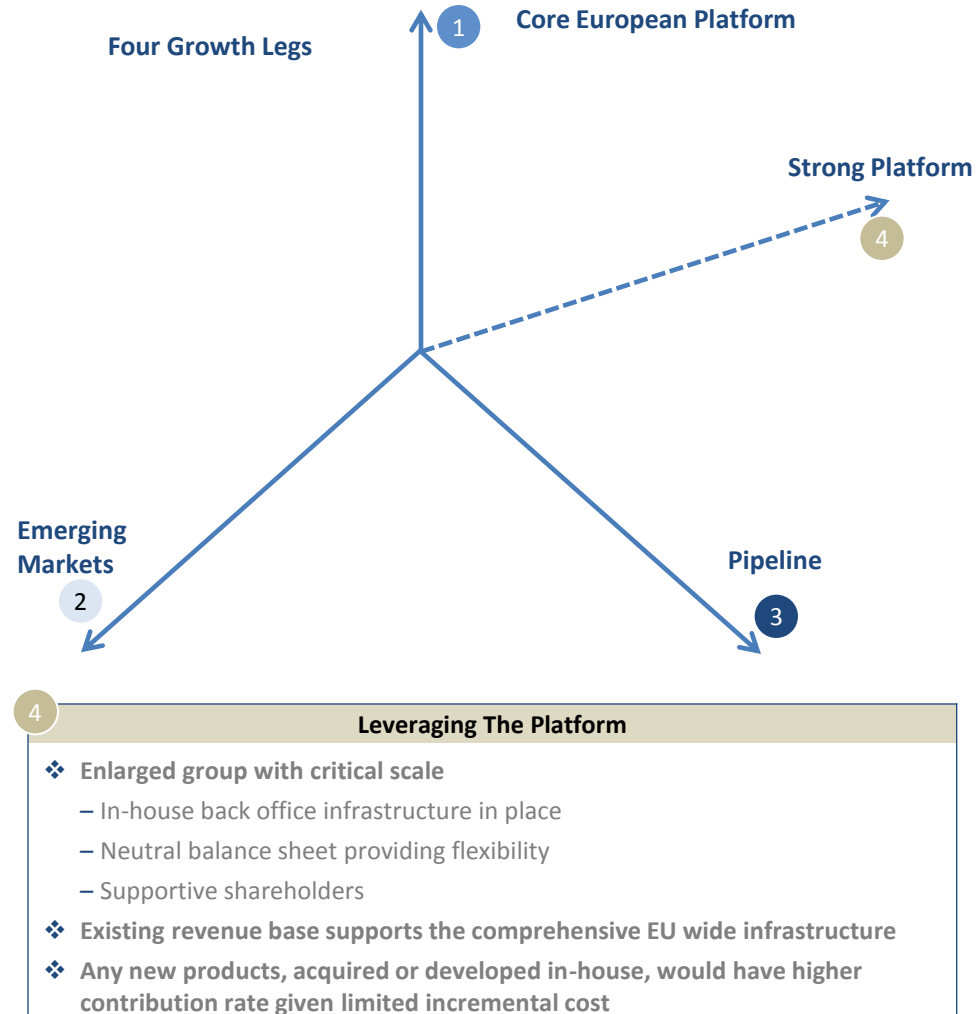 Four Growth Legs
1
Core European Platform
Strong Platform
4
Emerging
Markets
2
Pipeline
3
4
Leveraging The Platform
❖ Enlarged group with critical scale
– In-house back office infrastructure in place
– Neutral balance sheet providing flexibility
– Supportive shareholders
❖ Existing revenue base supports the comprehensive EU wide infrastructure
❖ Any new products, acquired or developed in-house, would have higher
contribution rate given limited incremental cost